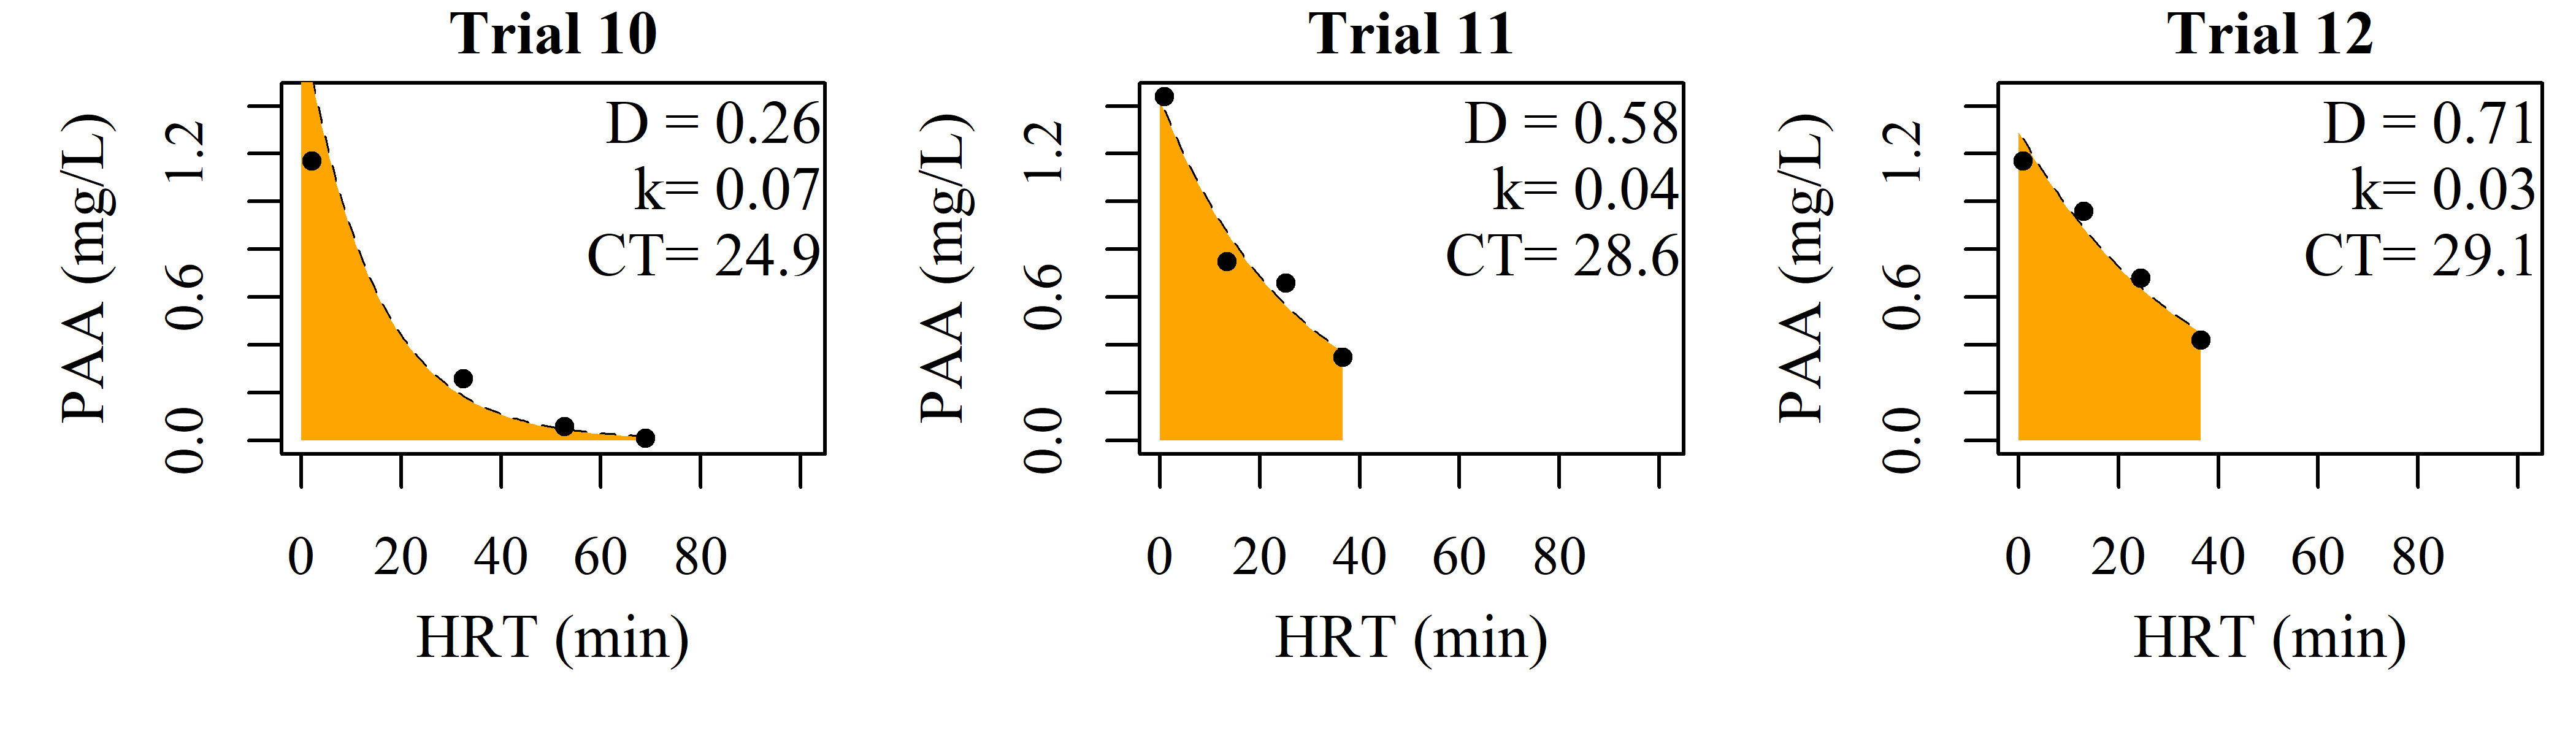 Trial 10
PAA (mg/L)
0.0 0.6 1.2
D = 0.26
k= 0.07
CT= 24.9
0 20 40 60 80
HRT (min)
Trial 11
PAA (mg/L)
0.0 0.6 1.2
D = 0.58
k= 0.04
CT= 28.6
0 20 40 60 80
HRT (min)
Trial 12
PAA (mg/L)
0.0 0.6 1.2
D = 0.71
k= 0.03
CT= 29.1
0 20 40 60 80
HRT (min)